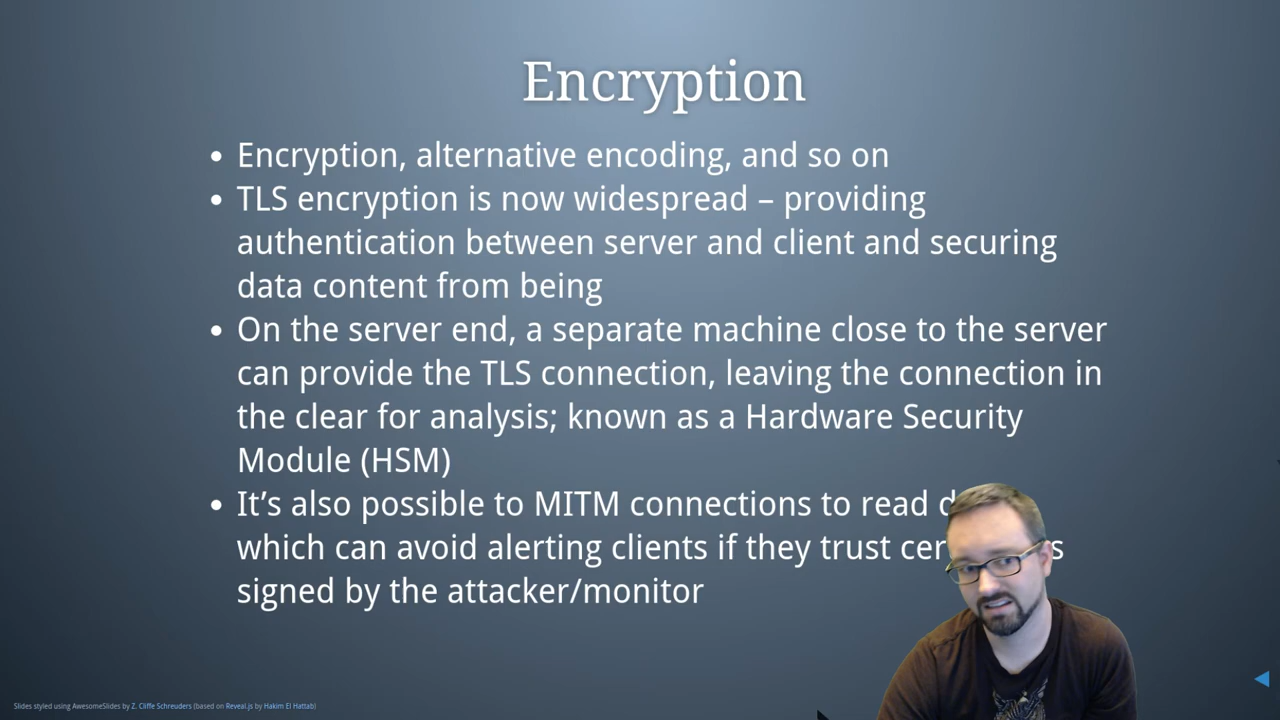 Encryption
• Encryption, alternative encoding, and so on
• TLS encryption is now widespread – providing
authentication between server and client and securing
data content from being
• On the server end, a separate machine close to the server
can provide the TLS connection, leaving the connection in
the clear for analysis; known as a Hardware Security
Module (HSM)
• It’s also possible to MITM connections to read
which can avoid alerting clients if they trust
signed by the attacker/monitor
Slides styled using AwesomeSlides by Z. Cliffe Schreuders (based on Reveal.js by Hakim El Hattab)